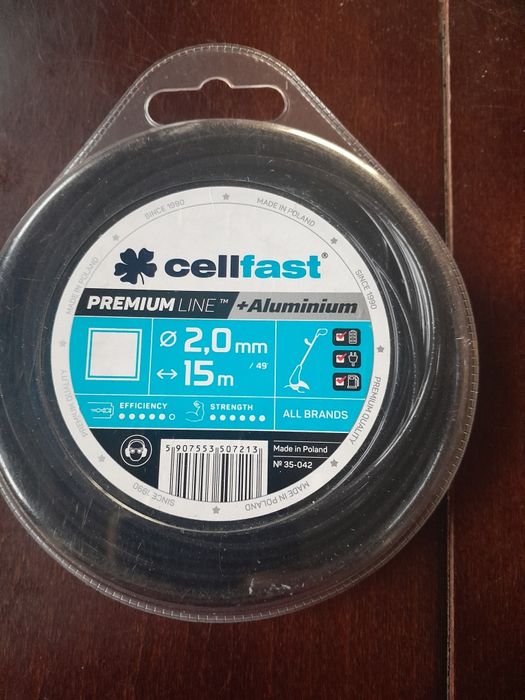 SINCE 1990 ★ MADE IN POLAND ★ SINCE 1990 ★ PREMIUM QUALITY ★ MADE IN POLAND ★ SINCE 1990 ★ PREMIUM QUALITY ★ MADE IN POLAND
cellfast®
PREMIUM LINE™ +Aluminium
Ø 2,0 mm
↔ 15 m / 49'
EFFICIENCY STRENGTH ALL BRANDS
5 907553 507213
Made in Poland
№ 35-042